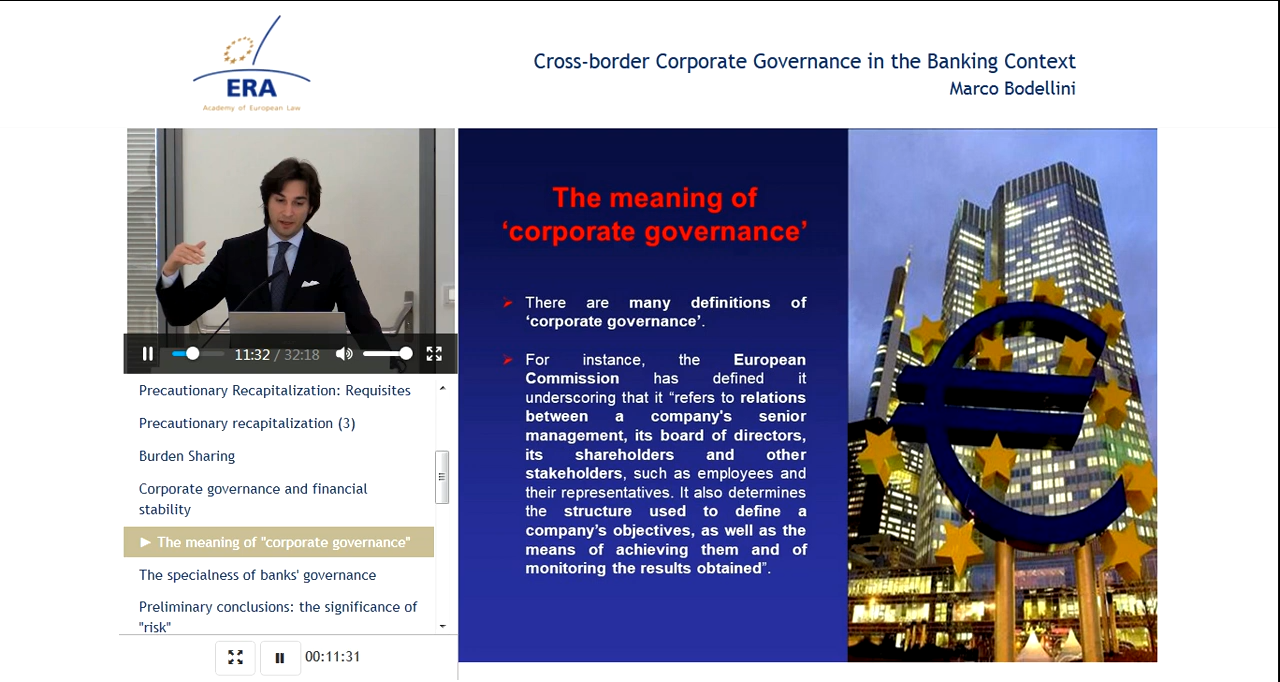 ERA
Academy of European Law
Cross-border Corporate Governance in the Banking Context
Marco Bodellini
11:32 / 32:18
Precautionary Recapitalization: Requisites
Precautionary recapitalization (3)
Burden Sharing
Corporate governance and financial
stability
► The meaning of "corporate governance"
The specialness of banks' governance
Preliminary conclusions: the significance of
"risk"
00:11:31
The meaning of
‘corporate governance’
There are many definitions of
‘corporate governance’.
For instance, the European
Commission has defined it
underscoring that it “refers to relations
between a company's senior
management, its board of directors,
its shareholders and other
stakeholders, such as employees and
their representatives. It also determines
the structure used to define a
company’s objectives, as well as the
means of achieving them and of
monitoring the results obtained”.